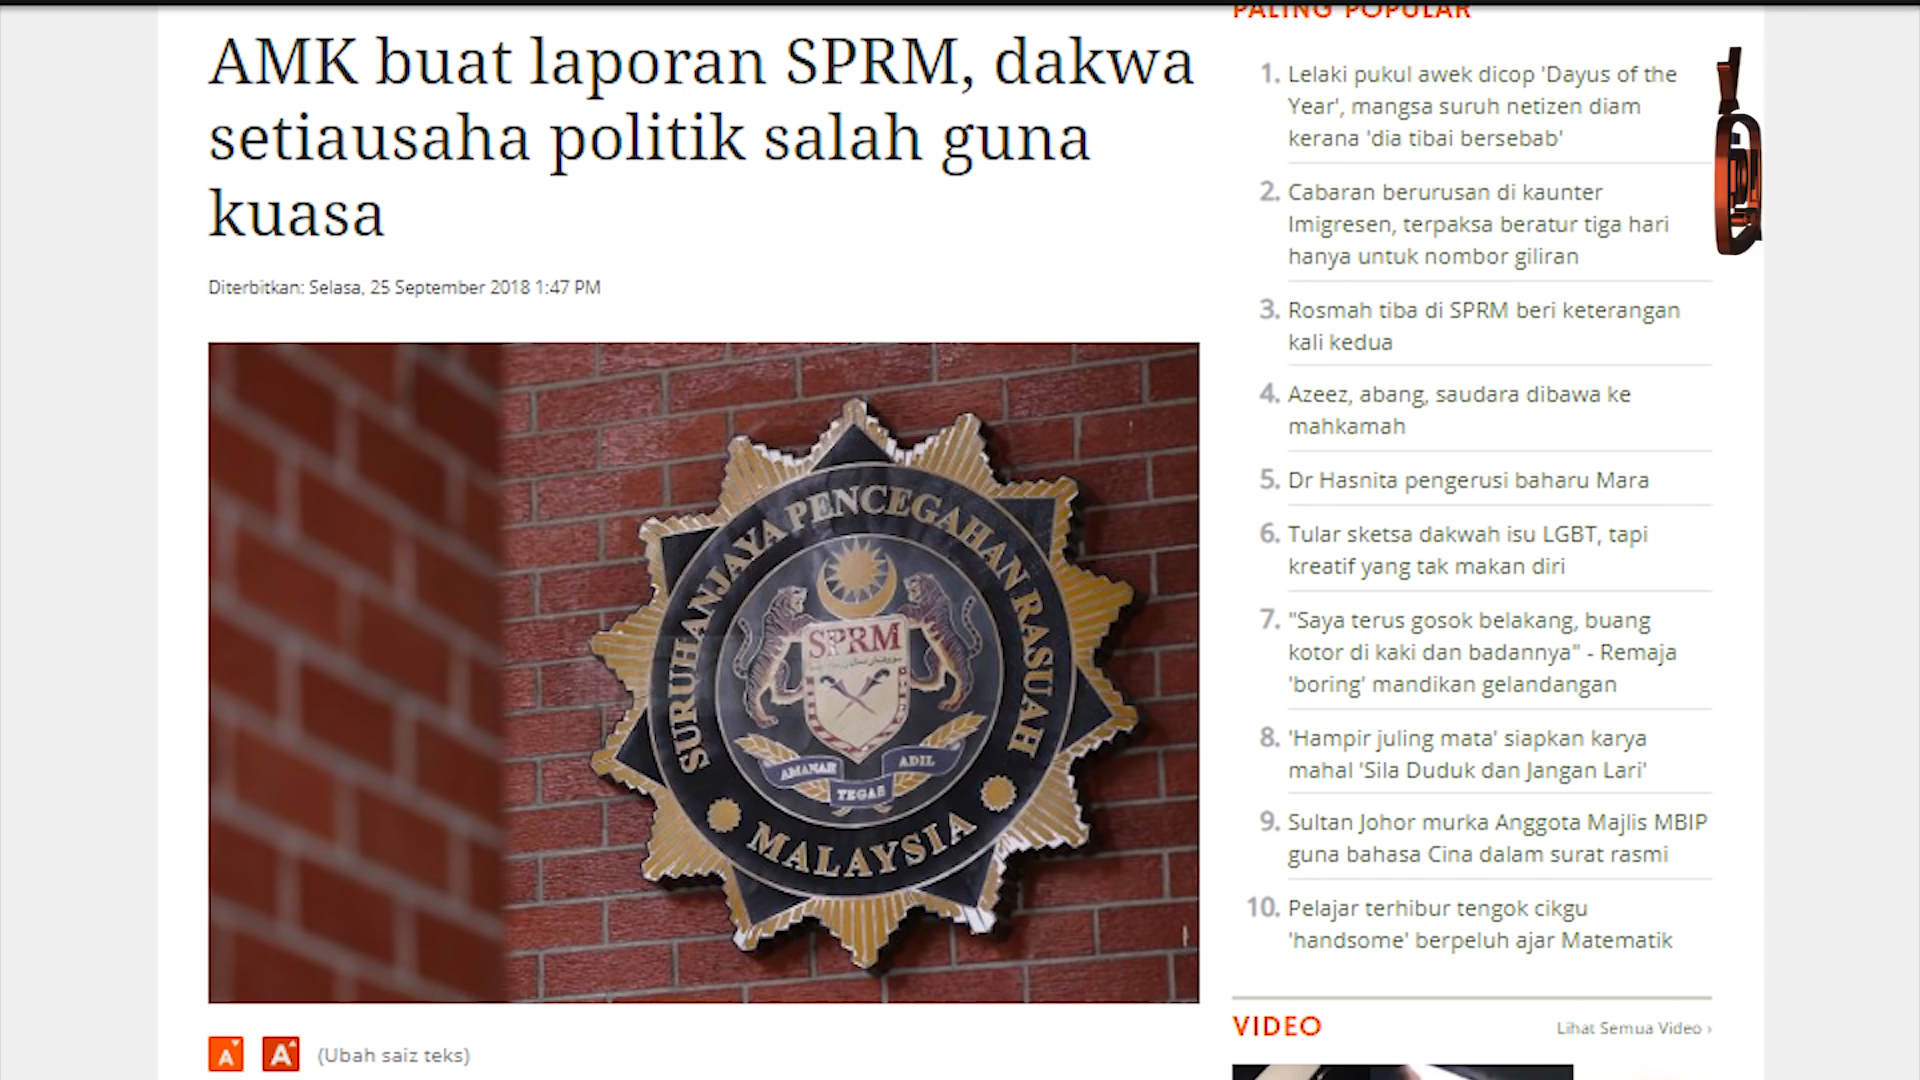 AMK buat laporan SPRM, dakwa
setiausaha politik salah guna
kuasa
Diterbitkan: Selasa, 25 September 2018 1:47 PM
SURUHANJAYA PENCEGAHAN RASUAH
SPRM
AMANAH
TEGAS
ADIL
MALAYSIA
A A (Ubah saiz teks)
PALING POPULAR
1. Lelaki pukul awek dicop 'Dayus of the
Year', mangsa suruh netizen diam
kerana 'dia tibai bersebab'
2. Cabaran berurusan di kaunter
Imigresen, terpaksa beratur tiga hari
hanya untuk nombor giliran
3. Rosmah tiba di SPRM beri keterangan
kali kedua
4. Azeez, abang, saudara dibawa ke
mahkamah
5. Dr Hasnita pengerusi baharu Mara
6. Tular sketsa dakwah isu LGBT, tapi
kreatif yang tak makan diri
7. "Saya terus gosok belakang, buang
kotor di kaki dan badannya" - Remaja
'boring' mandikan gelandangan
8. 'Hampir juling mata' siapkan karya
mahal 'Sila Duduk dan Jangan Lari'
9. Sultan Johor murka Anggota Majlis MBIP
guna bahasa Cina dalam surat rasmi
10. Pelajar terhibur tengok cikgu
'handsome' berpeluh ajar Matematik
VIDEO
Lihat Semua Video ›